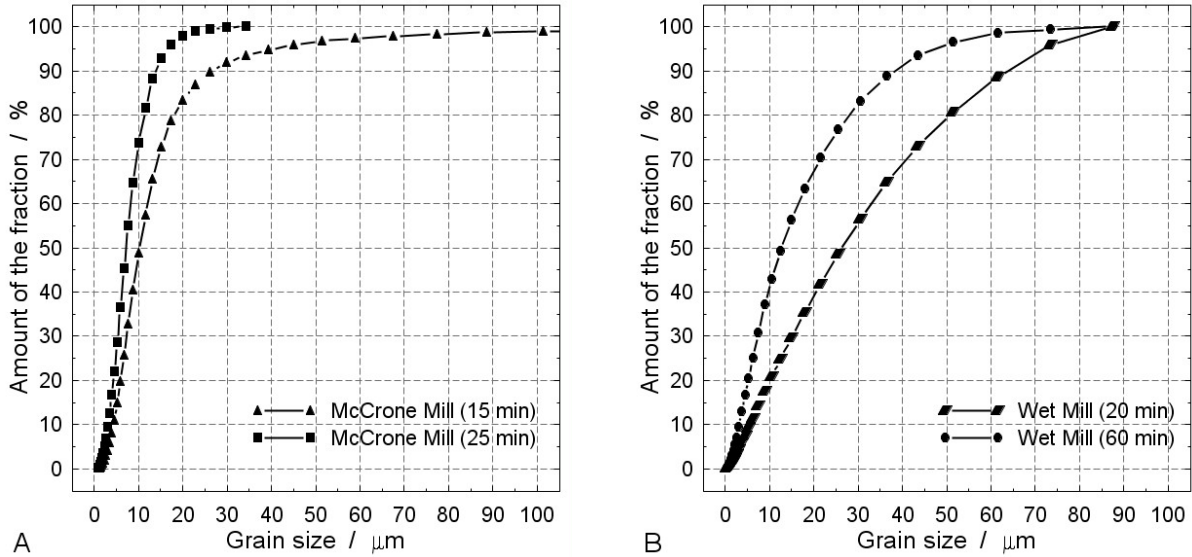 100
90
80
70
60
50
40
30
20
10
0
Amount of the fraction / %
McCrone Mill (15 min)
McCrone Mill (25 min)
0 10 20 30 40 50 60 70 80 90 100
Grain size / μm
A
100
90
80
70
60
50
40
30
20
10
0
Amount of the fraction / %
Wet Mill (20 min)
Wet Mill (60 min)
0 10 20 30 40 50 60 70 80 90 100
Grain size / μm
B